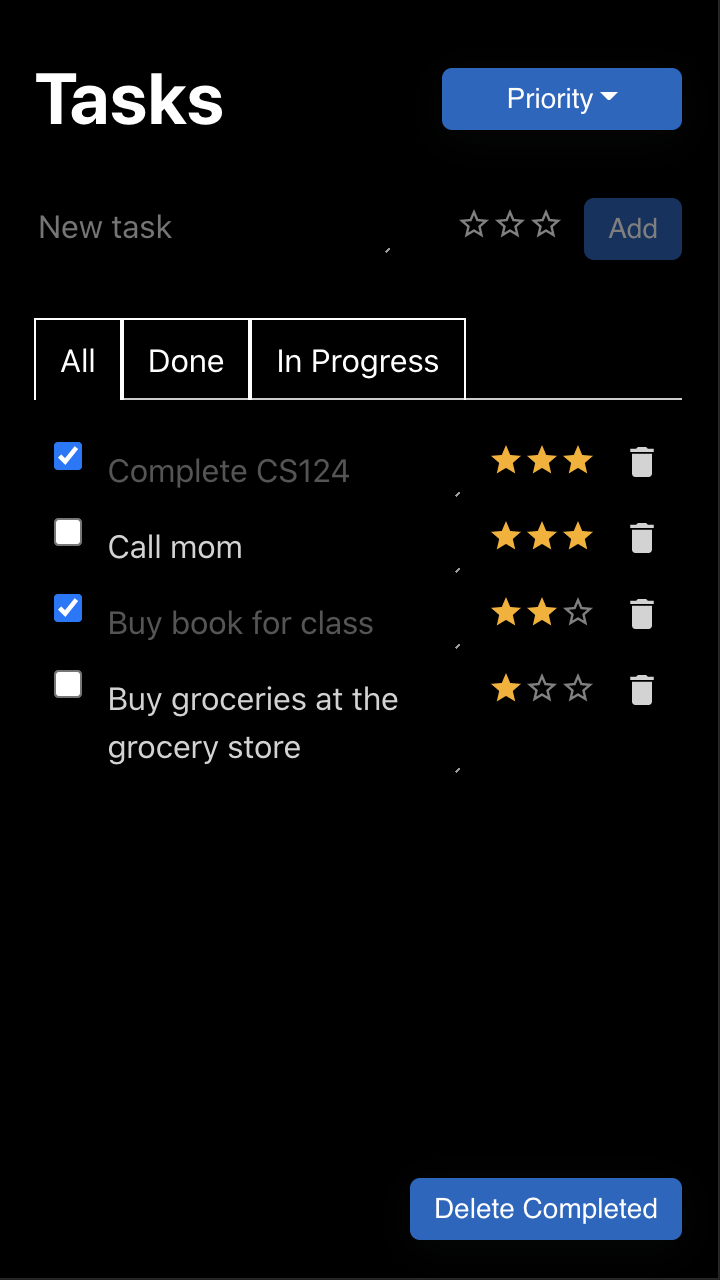 Tasks
Priority
New task
Add
All
Done
In Progress
Complete CS124
Call mom
Buy book for class
Buy groceries at the
grocery store
Delete Completed